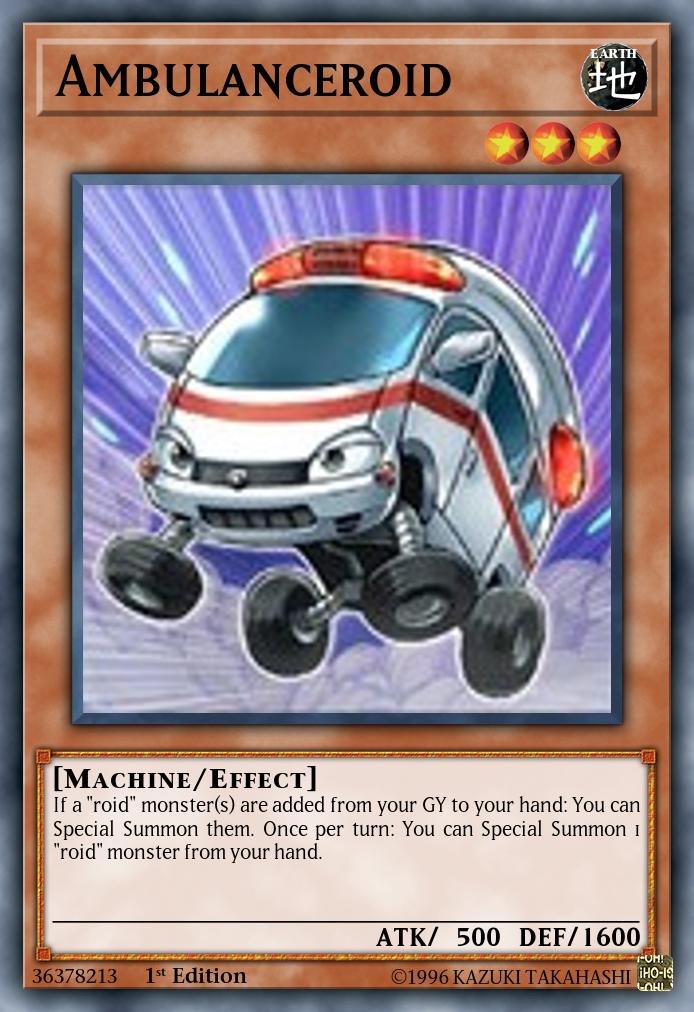 AMBULANCEROID
EARTH
地
[MACHINE/EFFECT]
If a "roid" monster(s) are added from your GY to your hand: You can
Special Summon them. Once per turn: You can Special Summon 1
"roid" monster from your hand.
ATK/ 500 DEF/1600
36378213 1st Edition ©1996 KAZUKI TAKAHASHI